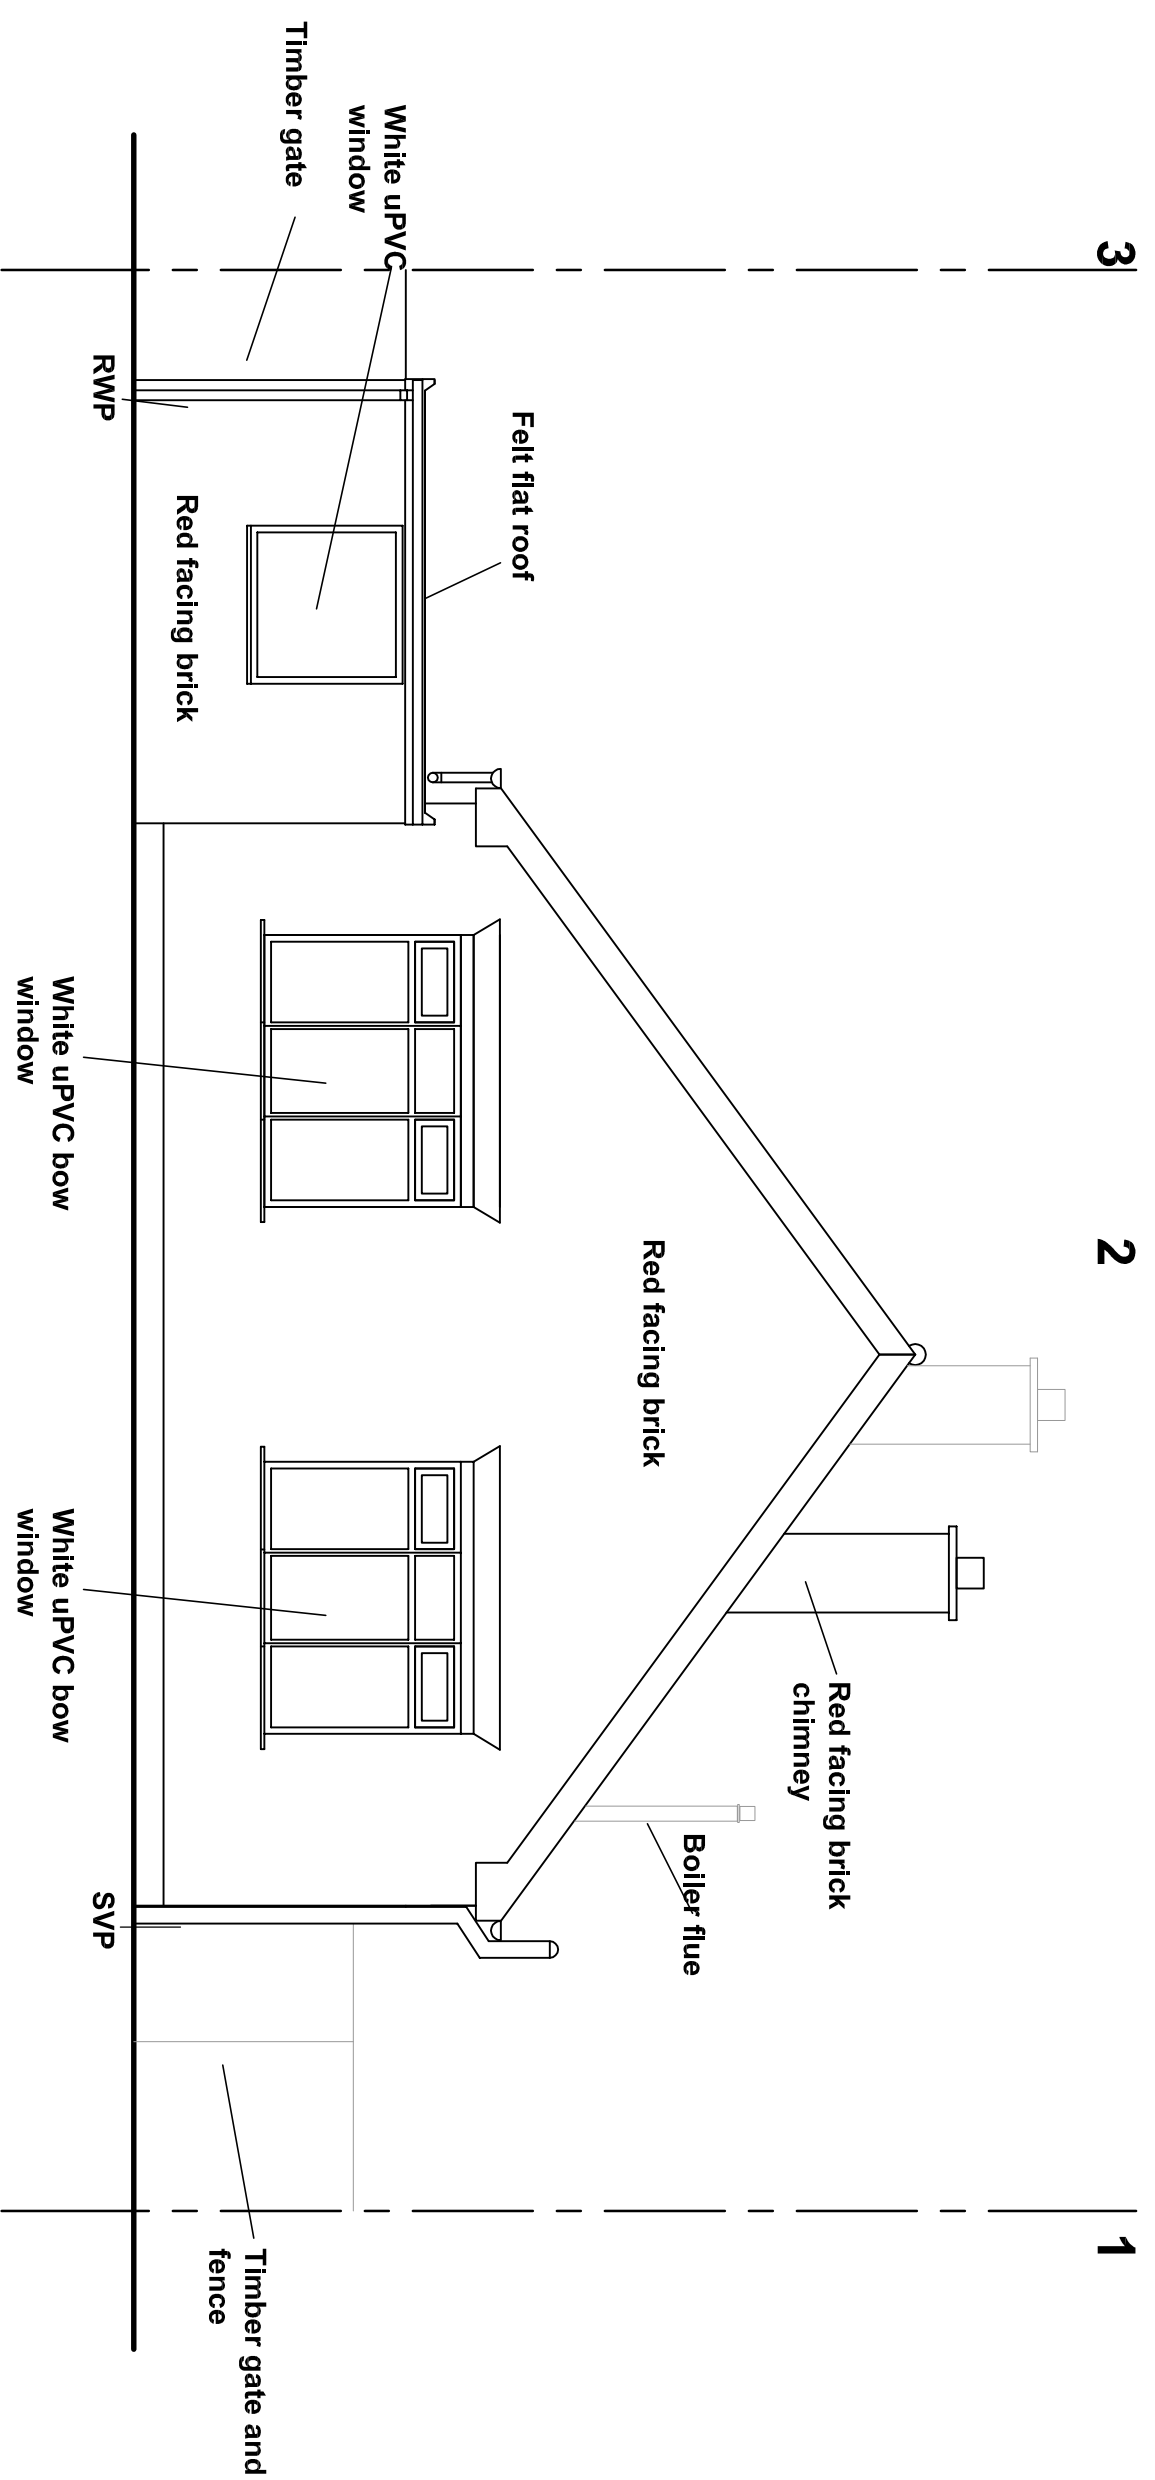 3
2
1
Timber gate
White uPVC
window
Felt flat roof
RWP
Red facing brick
Red facing brick
Red facing brick
chimney
Boiler flue
White uPVC bow
window
White uPVC bow
window
SVP
Timber gate and
fence